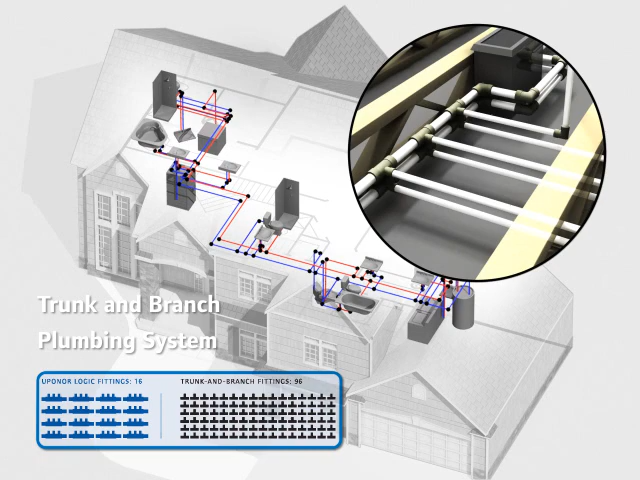 Trunk and Branch
Plumbing System
UPONOR LOGIC FITTINGS: 16
TRUNK-AND-BRANCH FITTINGS: 96